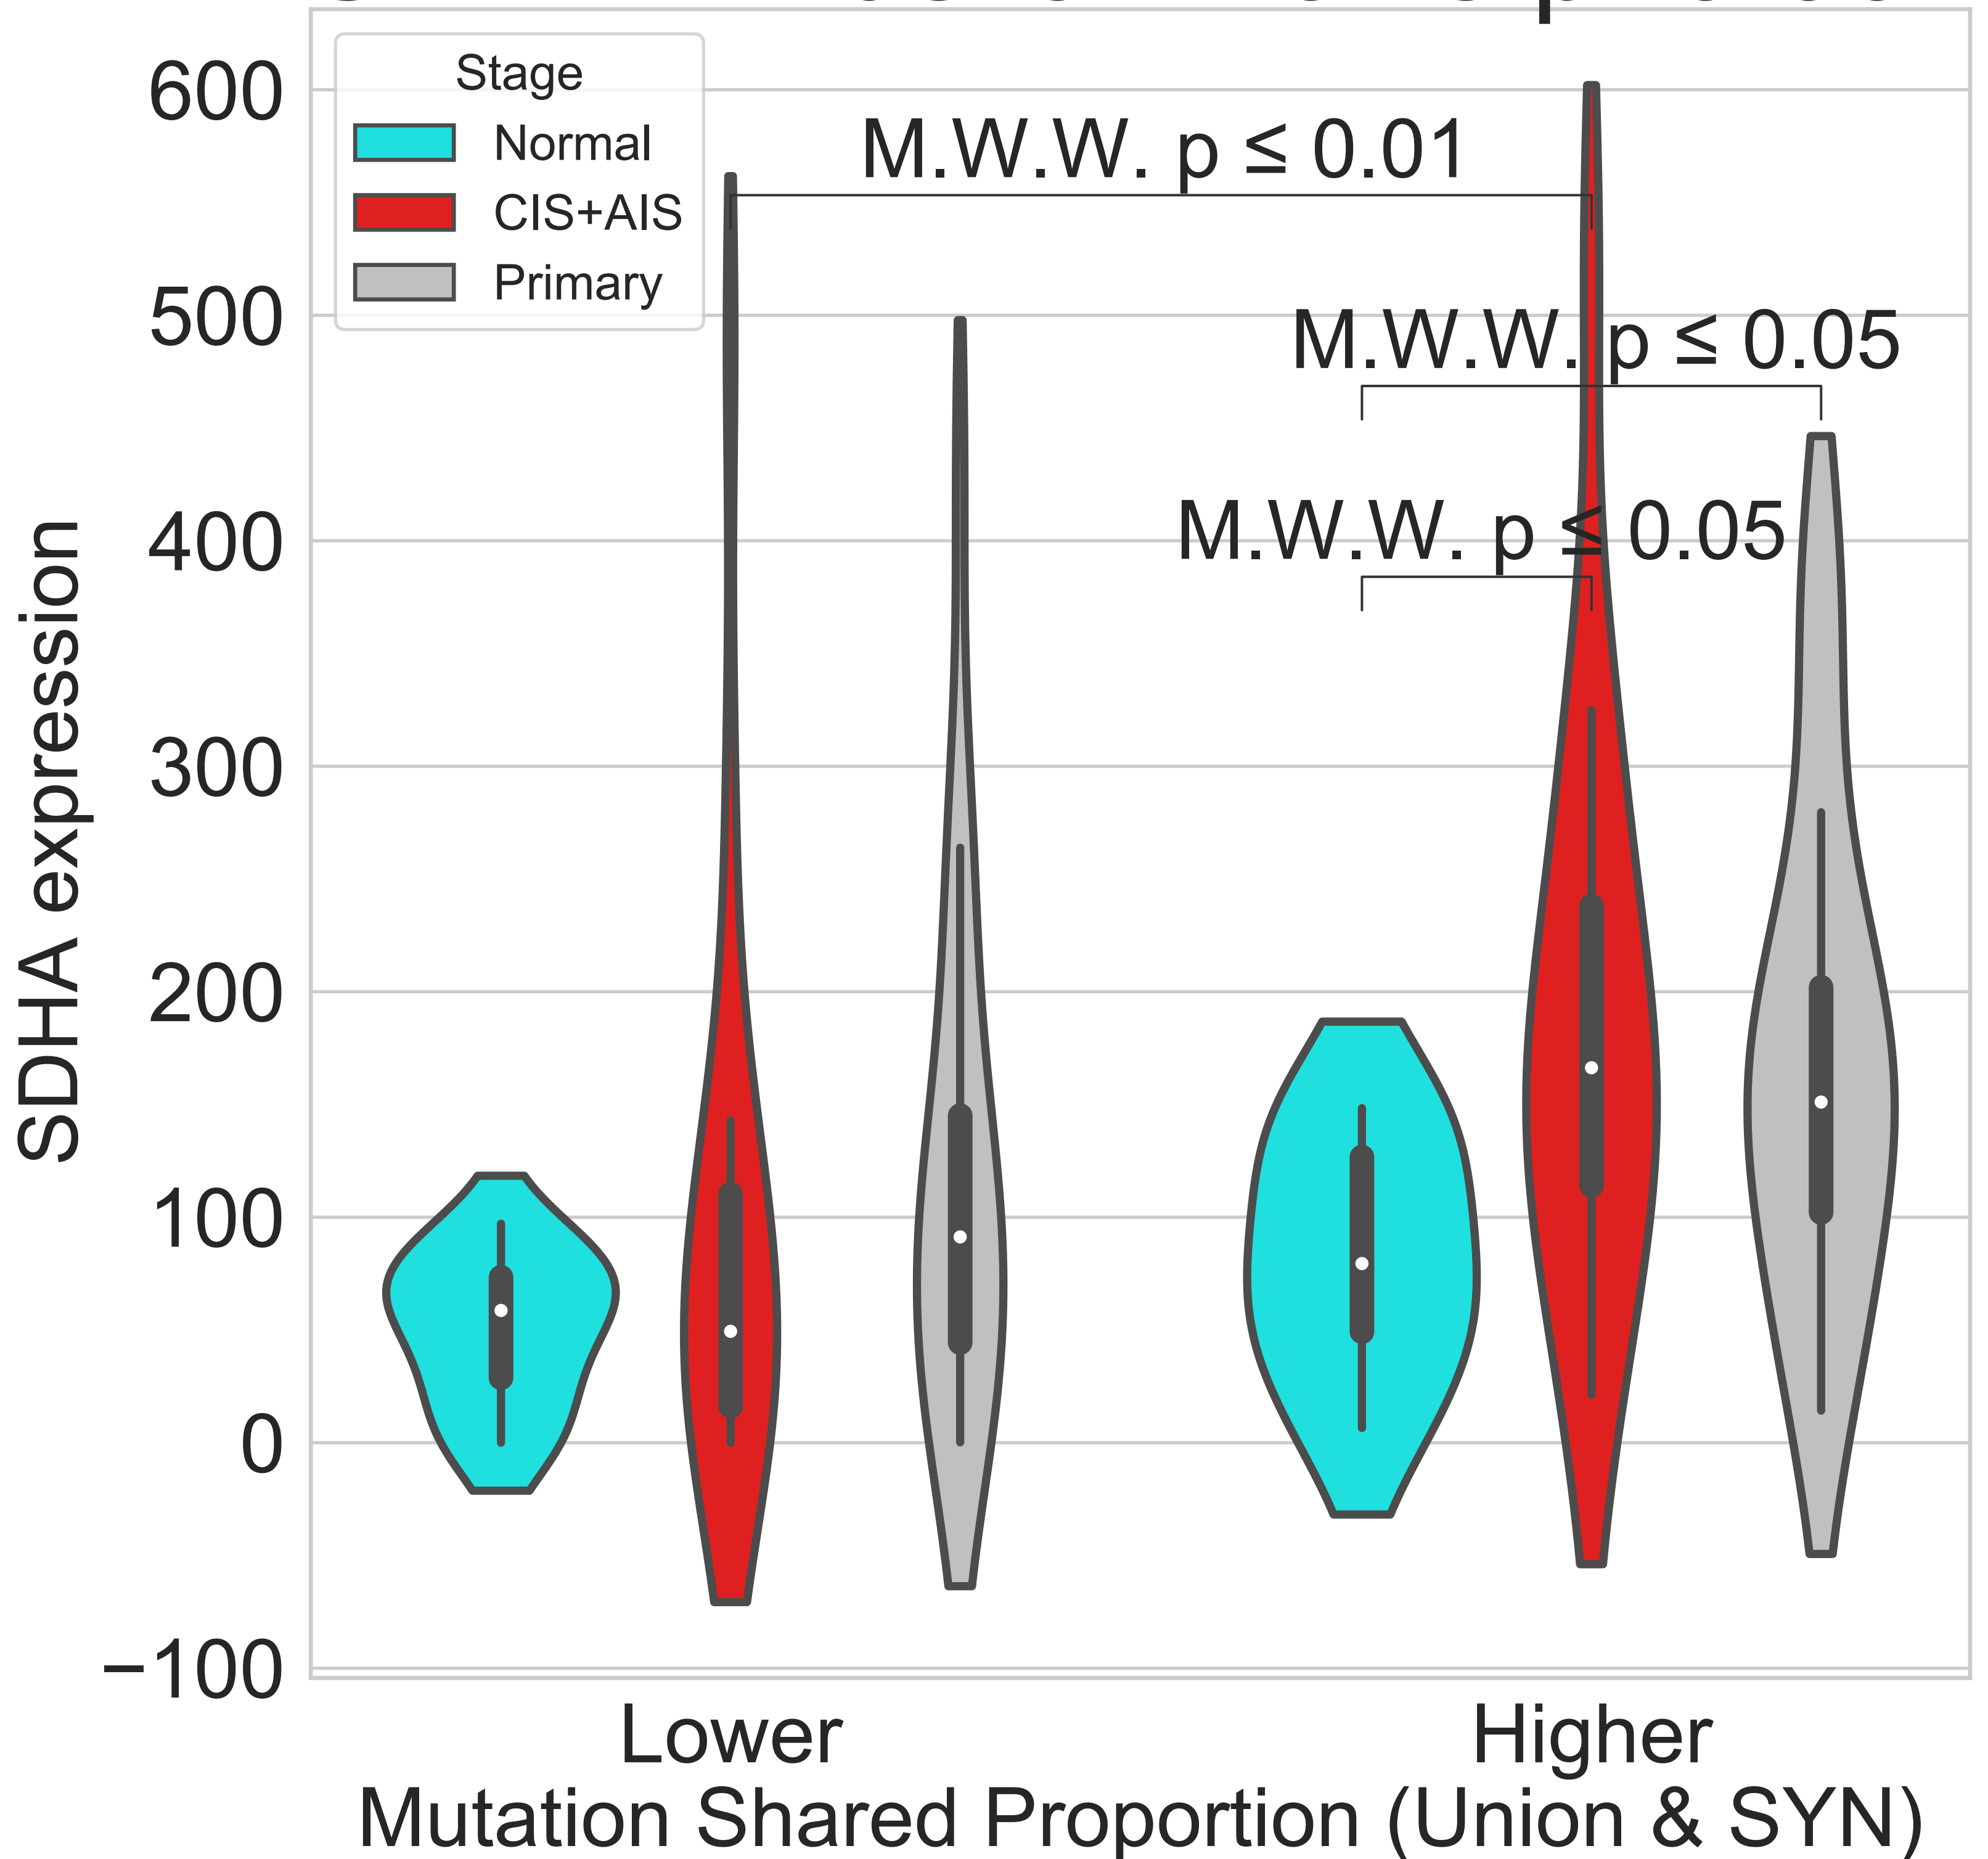 Stage
Normal
CIS+AIS
Primary
M.W.W. p ≤ 0.01
M.W.W. p ≤ 0.05
M.W.W. p ≤ 0.05
600
500
400
300
200
100
0
−100
SDHA expression
Lower
Higher
Mutation Shared Proportion (Union & SYN)